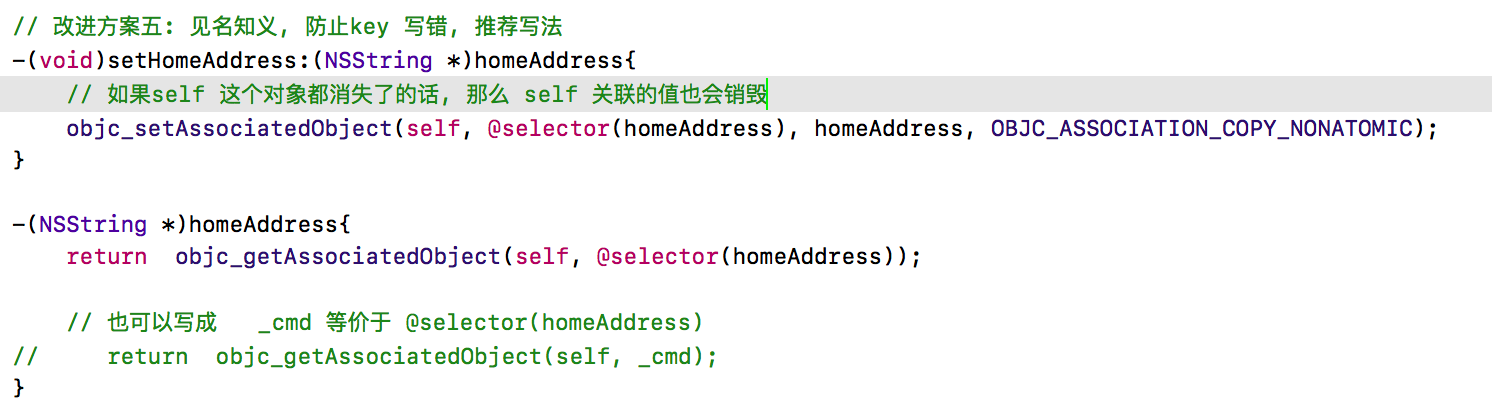 // 改进方案五: 见名知义, 防止key 写错, 推荐写法
-(void)setHomeAddress:(NSString *)homeAddress{
    // 如果self 这个对象都消失了的话, 那么 self 关联的值也会销毁
    objc_setAssociatedObject(self, @selector(homeAddress), homeAddress, OBJC_ASSOCIATION_COPY_NONATOMIC);
}
-(NSString *)homeAddress{
    return  objc_getAssociatedObject(self, @selector(homeAddress));
    // 也可以写成   _cmd 等价于 @selector(homeAddress)
//     return  objc_getAssociatedObject(self, _cmd);
}